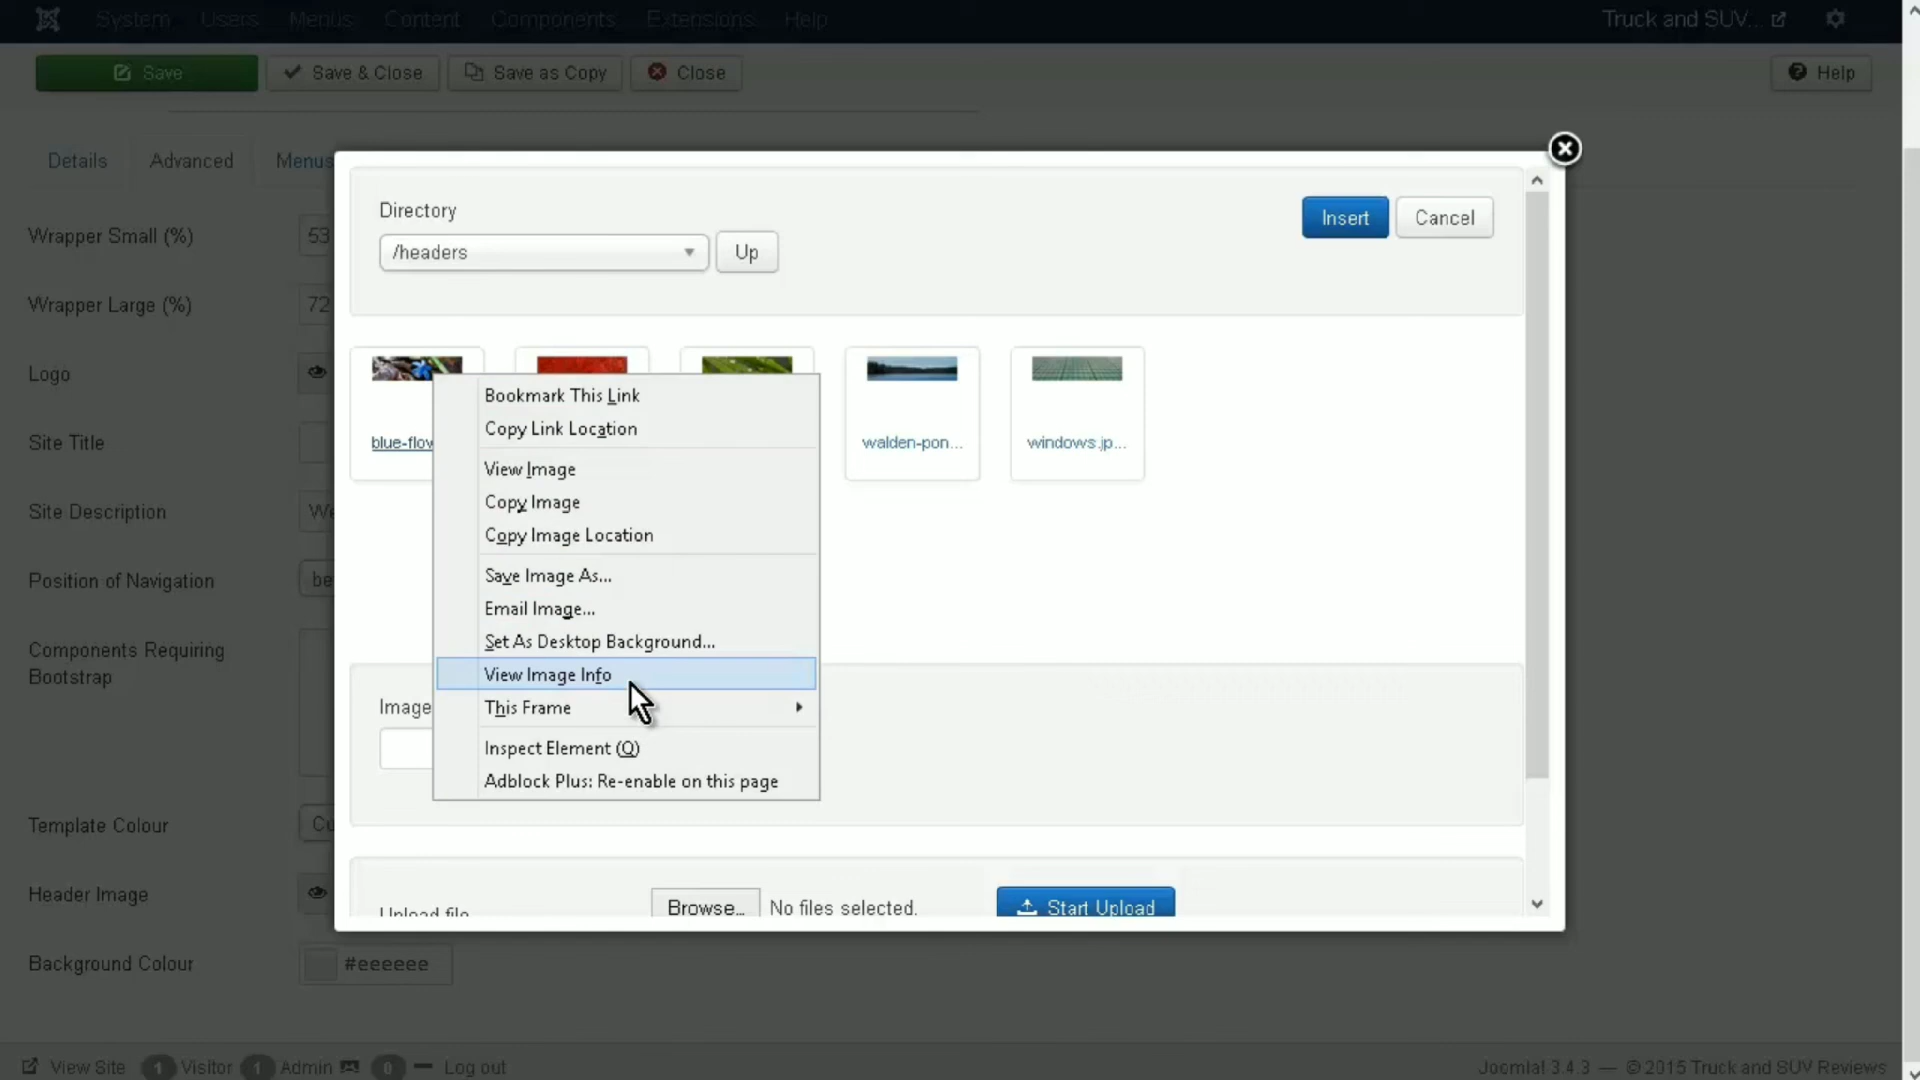 System Users Menus Content Components Extensions Help Truck and SUV...
Save Save & Close Save as Copy Close Help
Details Advanced Menus
Directory
Insert Cancel
/headers Up
Wrapper Small (%) 53
Wrapper Large (%) 72
Logo
Site Title
Site Description
Position of Navigation
Components Requiring
Bootstrap
Template Colour
Header Image
Background Colour #eeeeee
walden-pon... windows.jp...
Bookmark This Link
Copy Link Location
View Image
Copy Image
Copy Image Location
Save Image As...
Email Image...
Set As Desktop Background...
View Image Info
This Frame
Inspect Element (Q)
Adblock Plus: Re-enable on this page
Image
Upload file Browse... No files selected. Start Upload
View Site 1 Visitor 1 Admin 0 Log out Joomla! 3.4.3 — © 2015 Truck and SUV Reviews